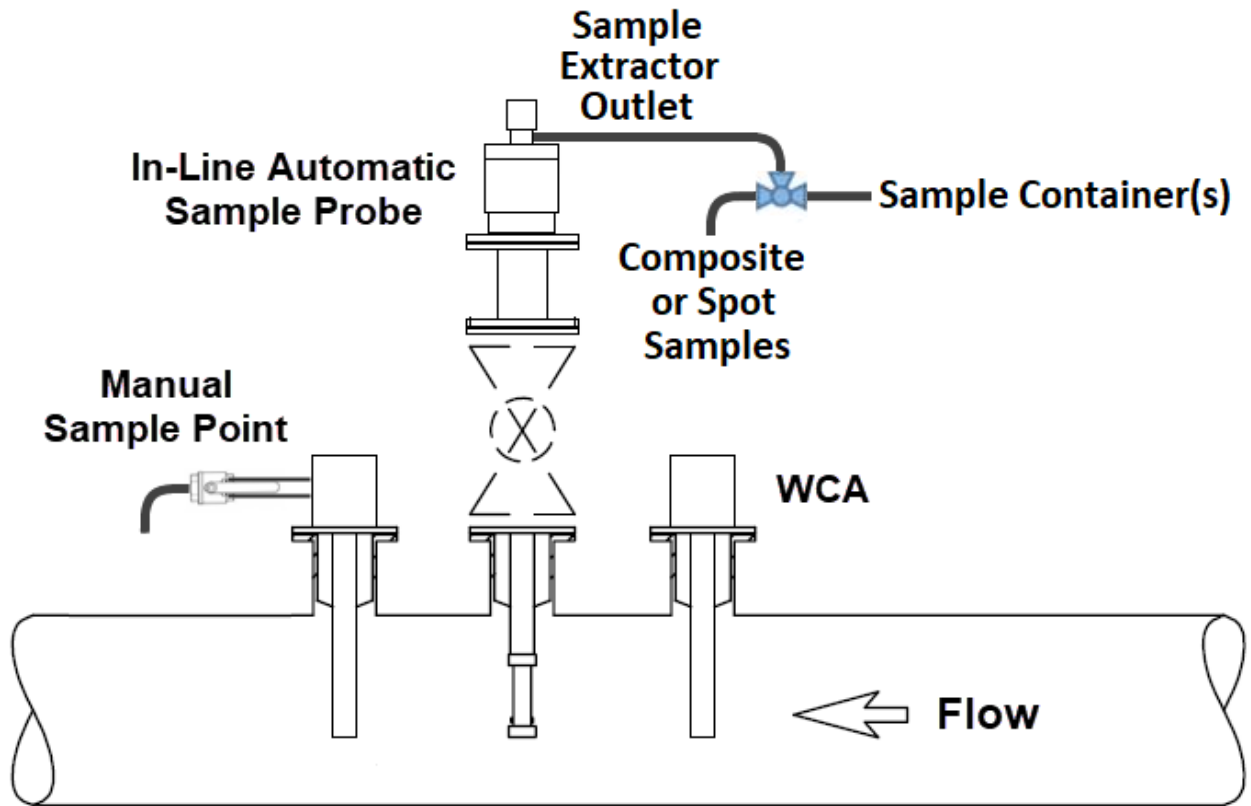 Sample
Extractor
Outlet
In-Line Automatic
Sample Probe
Sample Container(s)
Composite
or Spot
Samples
Manual
Sample Point
WCA
Flow